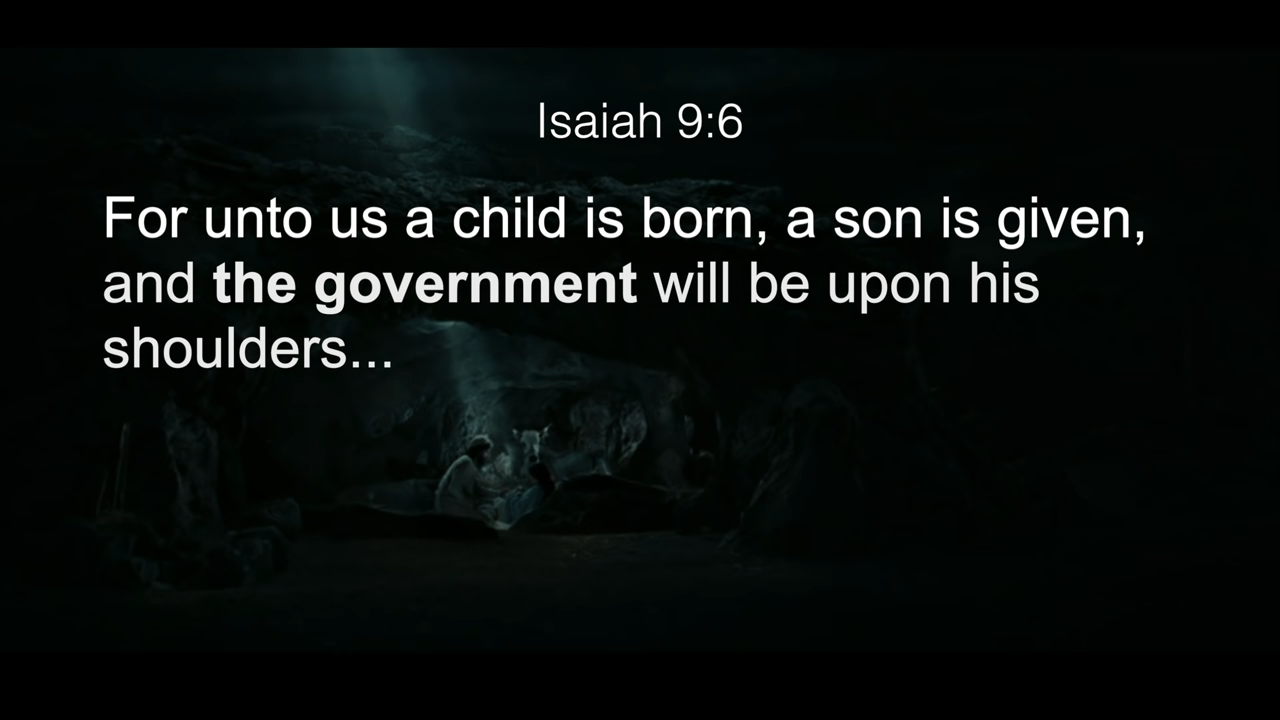 Isaiah 9:6
For unto us a child is born, a son is given,
and the government will be upon his
shoulders...